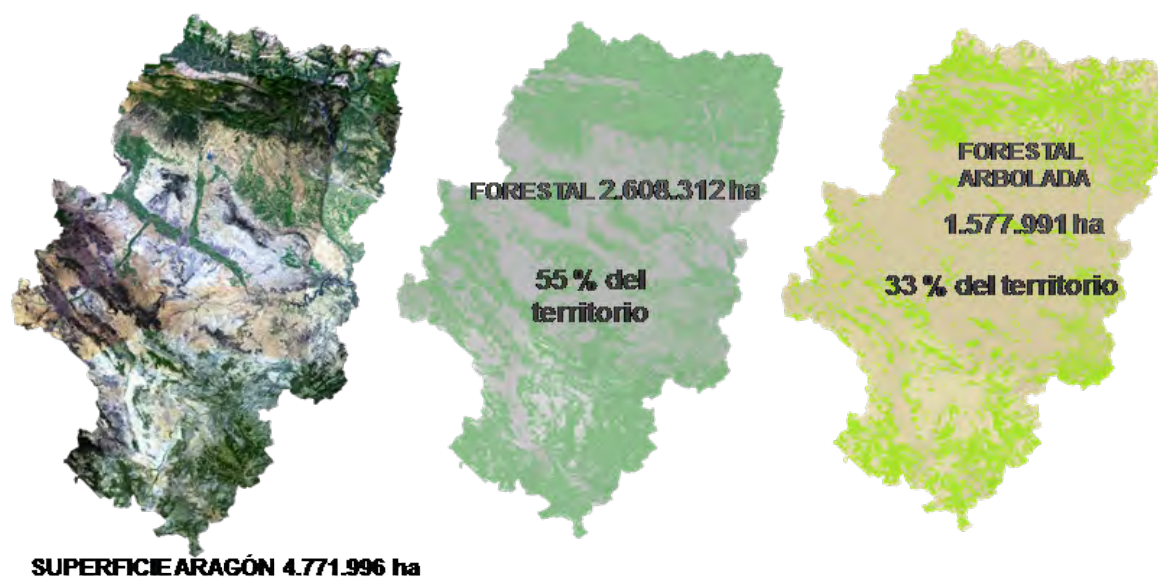 FORESTAL 2.608.312 ha
55 % del
territorio
FORESTAL
ARBOLADA
1.577.991 ha
33 % del territorio
SUPERFICIE ARAGÓN 4.771.996 ha